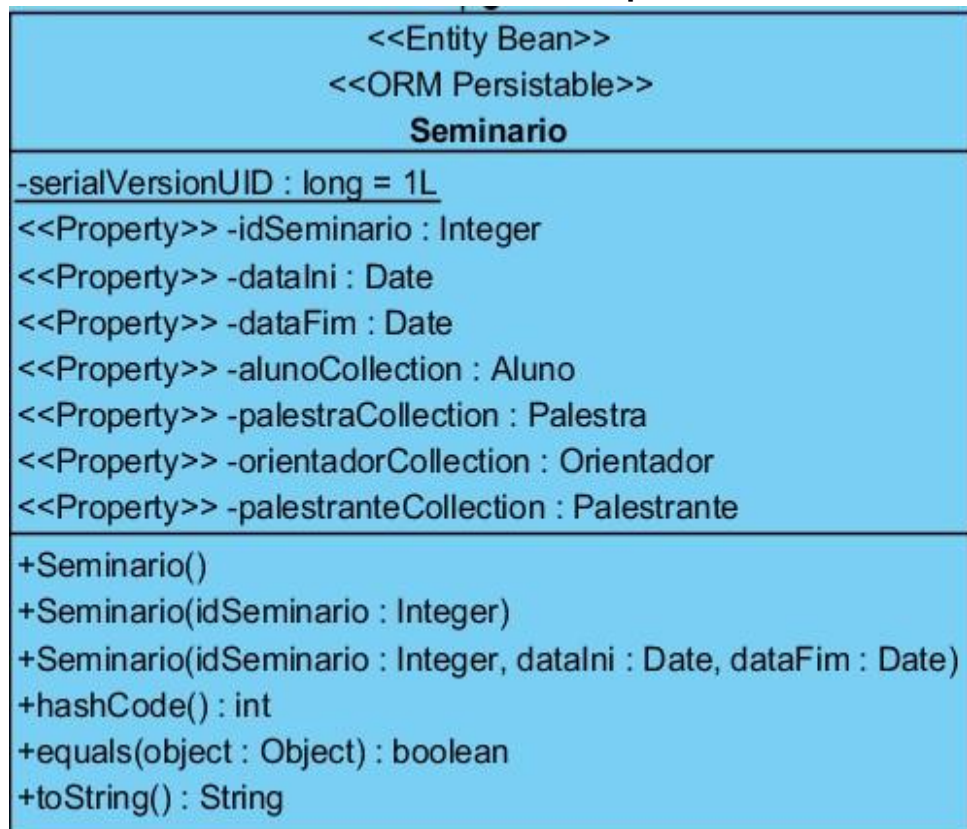 <<Entity Bean>>
<<ORM Persistable>>
Seminario
-serialVersionUID : long = 1L
<<Property>> -idSeminario : Integer
<<Property>> -dataIni : Date
<<Property>> -dataFim : Date
<<Property>> -alunoCollection : Aluno
<<Property>> -palestraCollection : Palestra
<<Property>> -orientadorCollection : Orientador
<<Property>> -palestranteCollection : Palestrante
+Seminario()
+Seminario(idSeminario : Integer)
+Seminario(idSeminario : Integer, dataIni : Date, dataFim : Date)
+hashCode() : int
+equals(object : Object) : boolean
+toString() : String